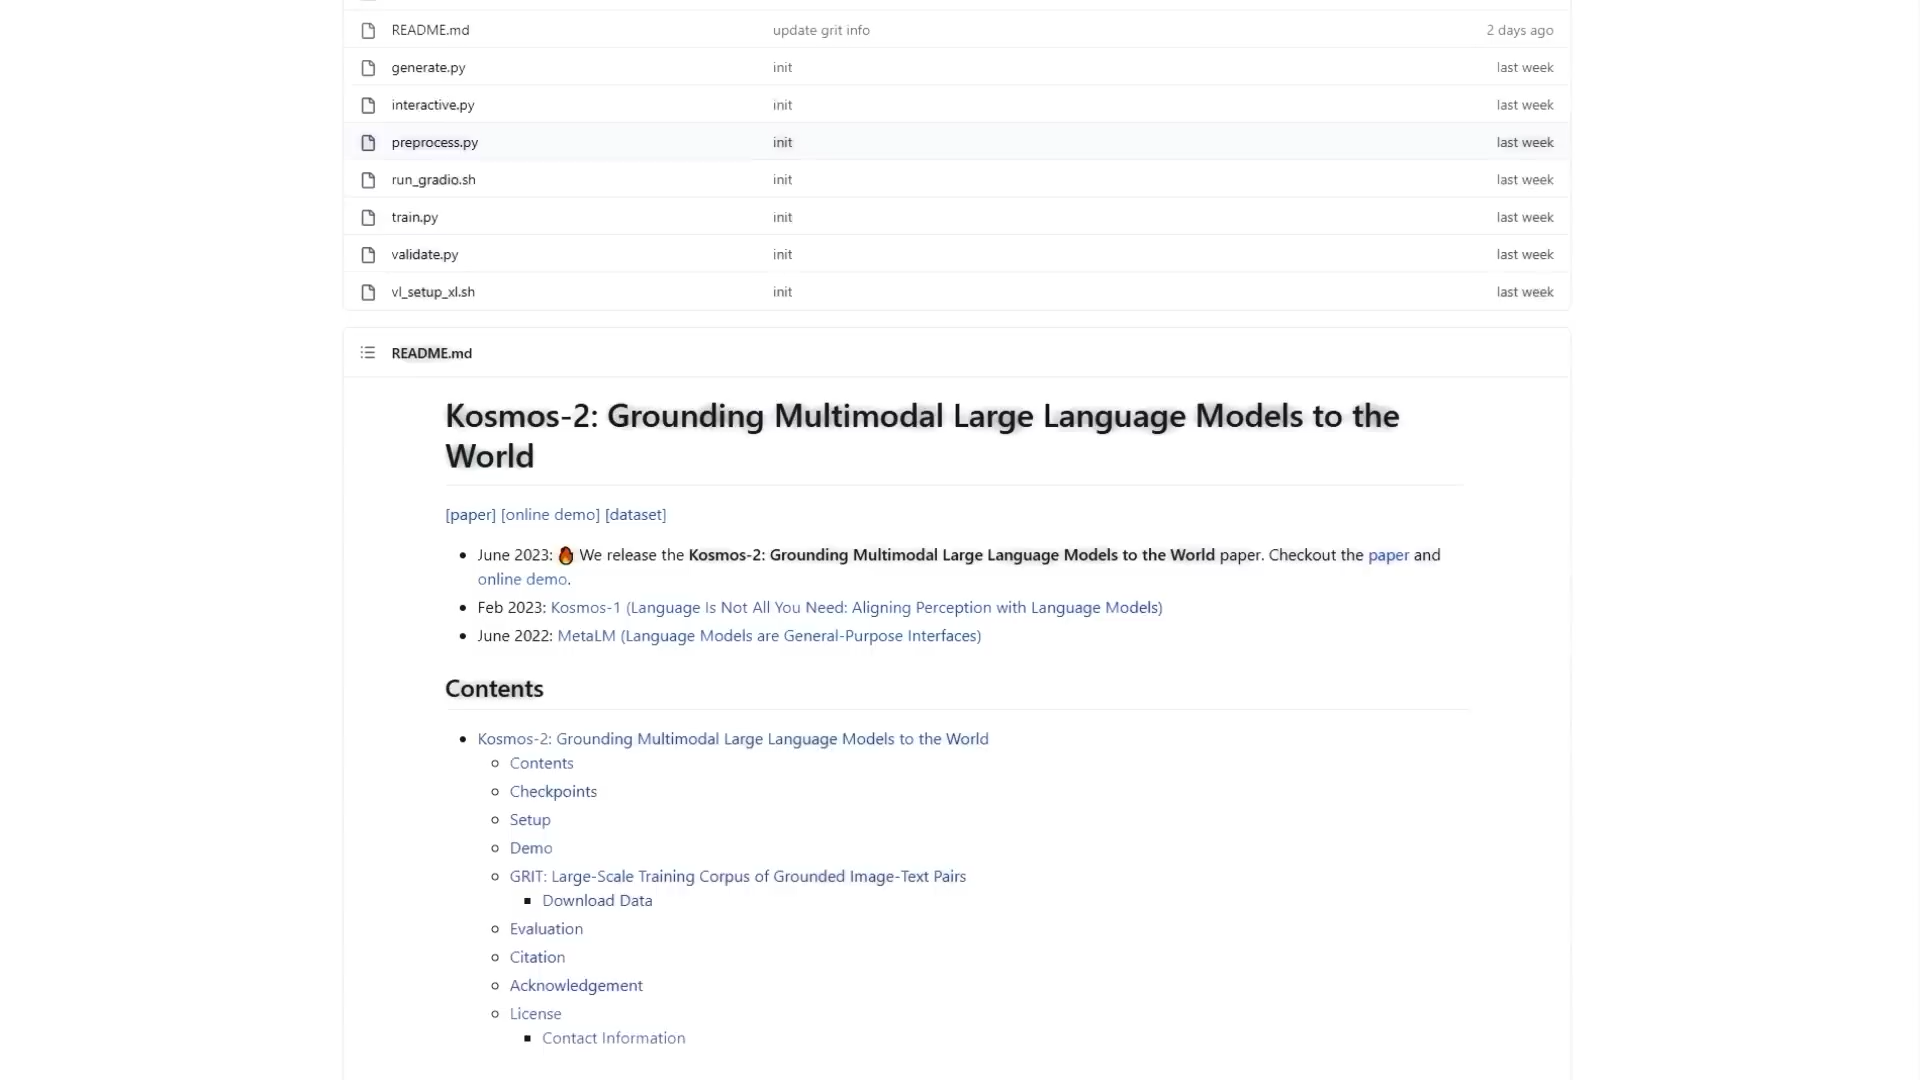 README.md update grit info 2 days ago
generate.py init last week
interactive.py init last week
preprocess.py init last week
run_gradio.sh init last week
train.py init last week
validate.py init last week
vl_setup_xl.sh init last week
README.md
Kosmos-2: Grounding Multimodal Large Language Models to the
World
[paper] [online demo] [dataset]
June 2023: 🔥 We release the Kosmos-2: Grounding Multimodal Large Language Models to the World paper. Checkout the paper and
online demo.
Feb 2023: Kosmos-1 (Language Is Not All You Need: Aligning Perception with Language Models)
June 2022: MetaLM (Language Models are General-Purpose Interfaces)
Contents
Kosmos-2: Grounding Multimodal Large Language Models to the World
Contents
Checkpoints
Setup
Demo
GRIT: Large-Scale Training Corpus of Grounded Image-Text Pairs
Download Data
Evaluation
Citation
Acknowledgement
License
Contact Information